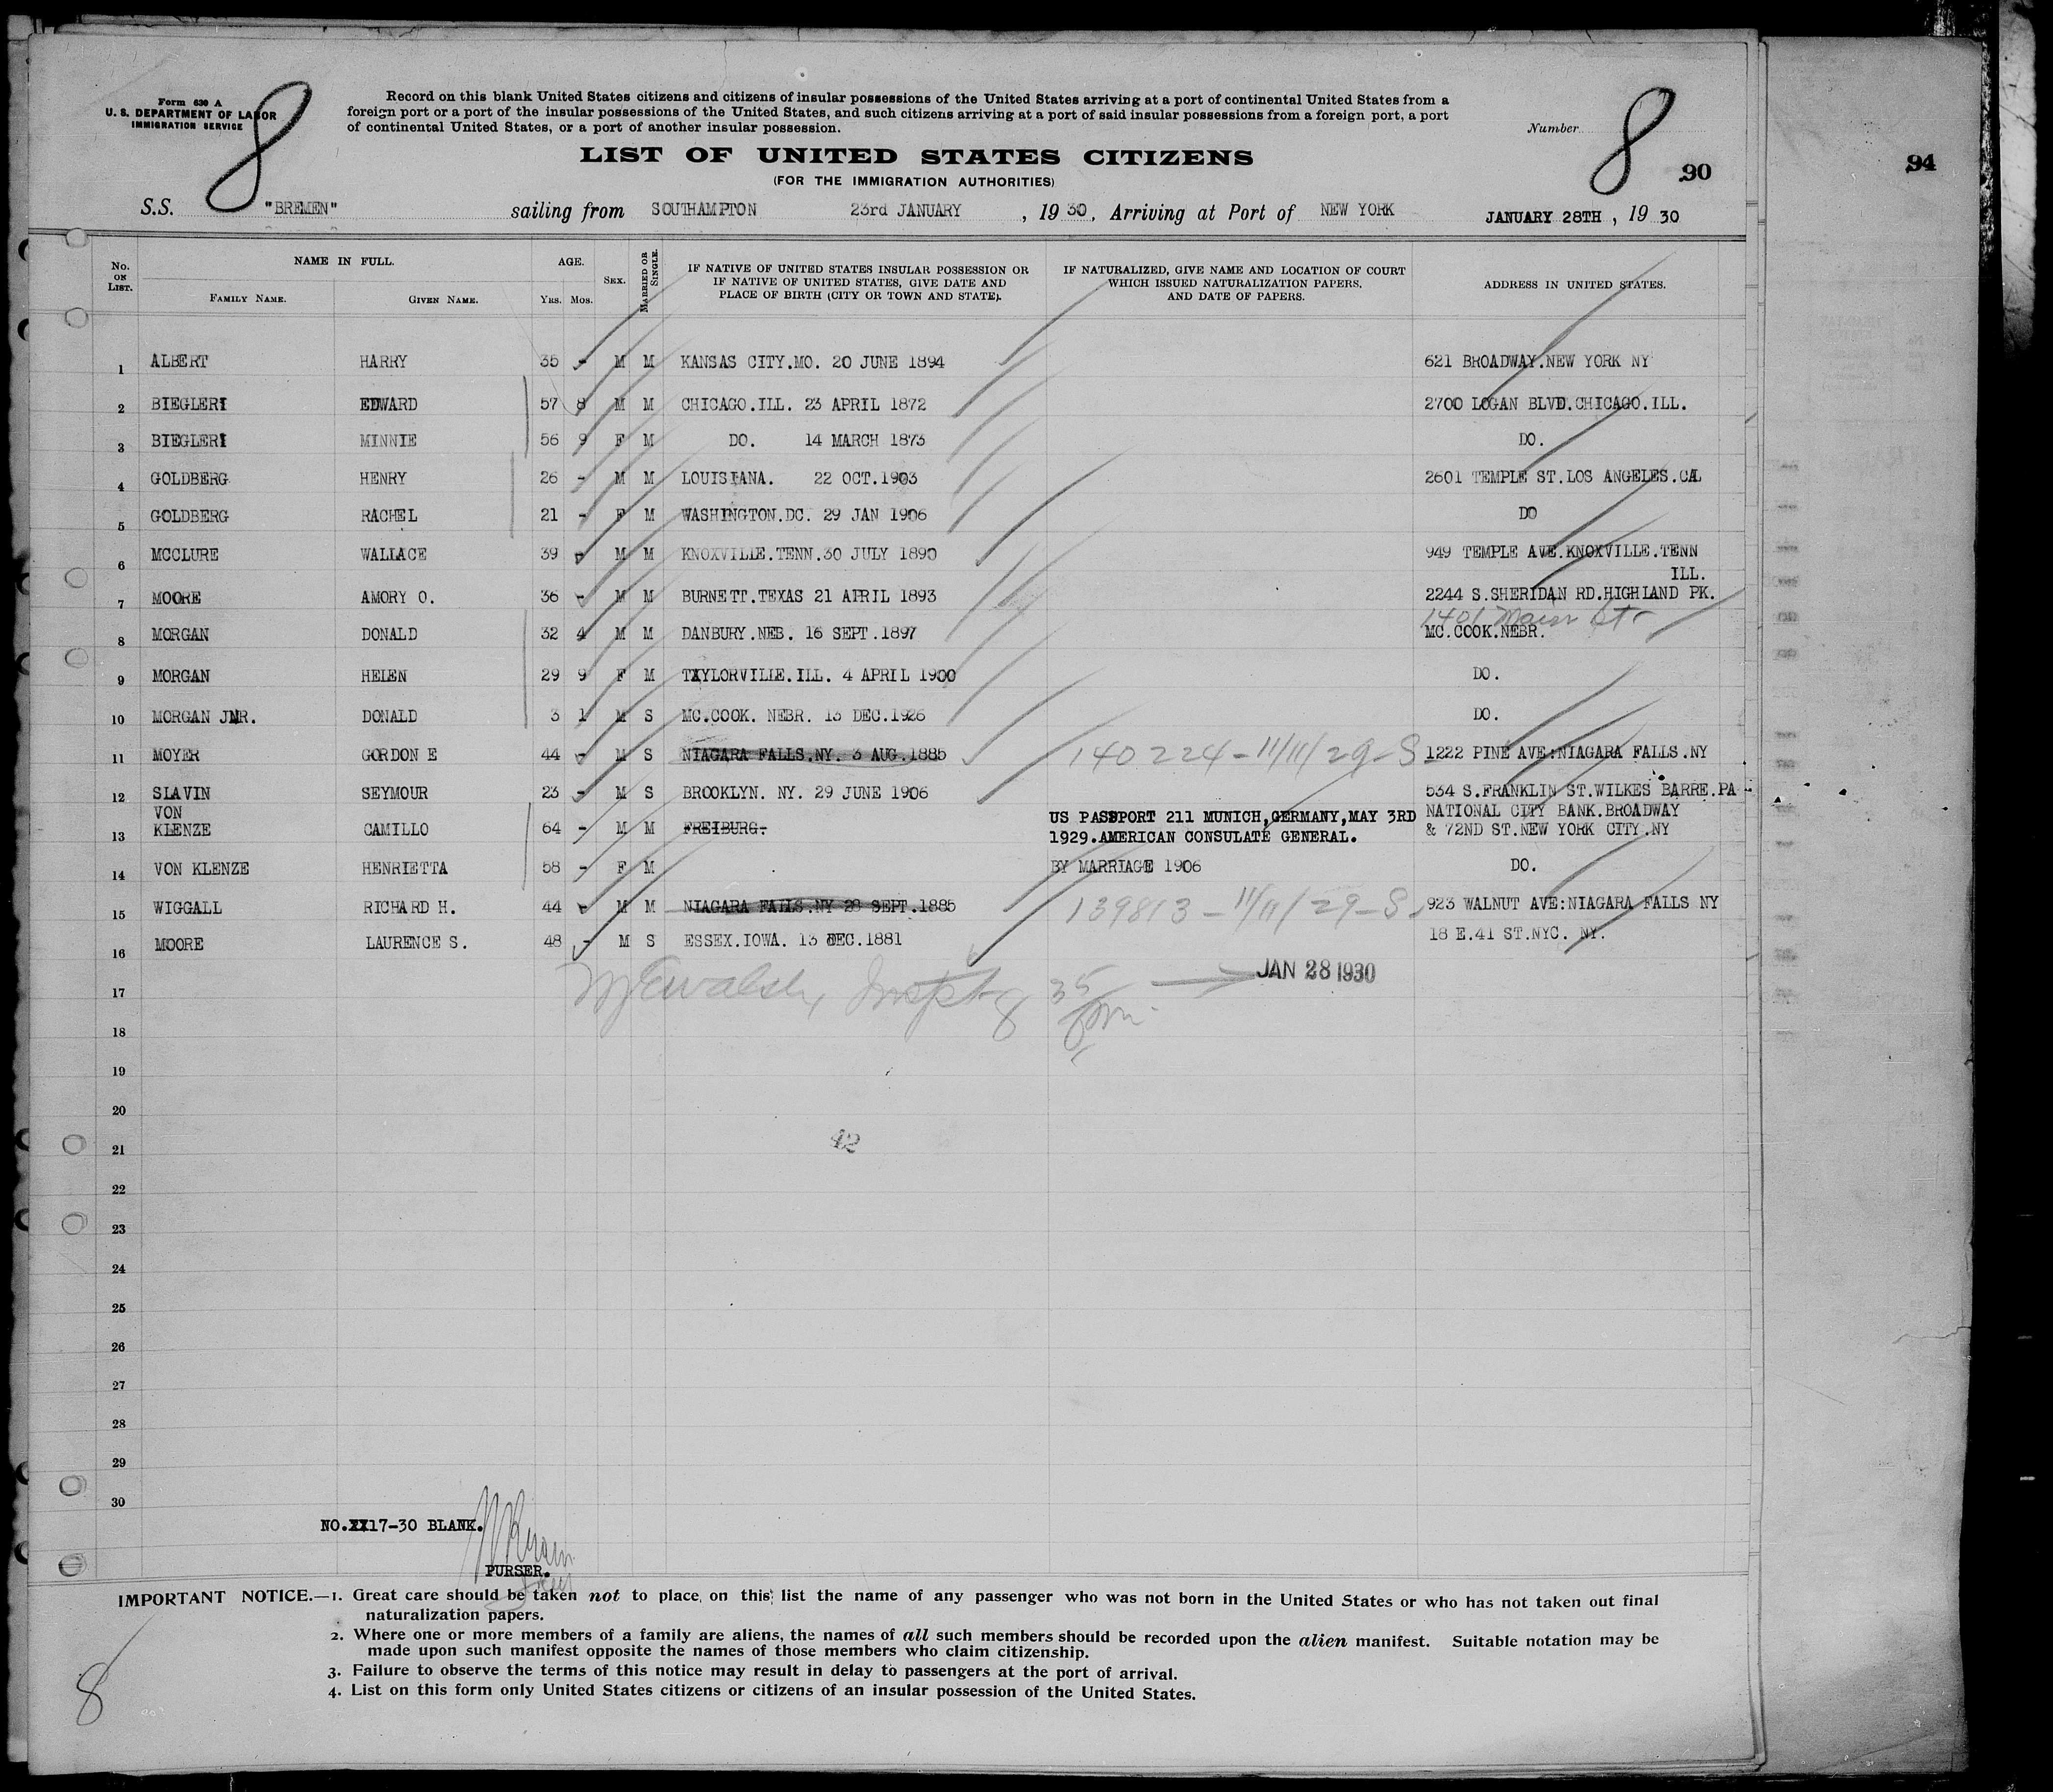 Form 630 A
U. S. DEPARTMENT OF LABOR
IMMIGRATION SERVICE
8
Record on this blank United States citizens and citizens of insular possessions of the United States arriving at a port of continental United States from a
foreign port or a port of the insular possessions of the United States, and such citizens arriving at a port of said insular possessions from a foreign port, a port
of continental United States, or a port of another insular possession.
Number 8
90
94
LIST OF UNITED STATES CITIZENS
(FOR THE IMMIGRATION AUTHORITIES)
S.S. "BREMEN" sailing from SOUTHAMPTON 23rd JANUARY , 19 30, Arriving at Port of NEW YORK JANUARY 28TH , 19 30
No. ON LIST. NAME IN FULL. FAMILY NAME. GIVEN NAME. AGE. YRS. MOS. SEX. MARRIED OR SINGLE. IF NATIVE OF UNITED STATES INSULAR POSSESSION OR IF NATIVE OF UNITED STATES, GIVE DATE AND PLACE OF BIRTH (CITY OR TOWN AND STATE). IF NATURALIZED, GIVE NAME AND LOCATION OF COURT WHICH ISSUED NATURALIZATION PAPERS, AND DATE OF PAPERS. ADDRESS IN UNITED STATES.
1 ALBERT HARRY 35 - M M KANSAS CITY.MO. 20 JUNE 1894 621 BROADWAY.NEW YORK NY
2 BIEGLERI EDWARD 57 8 M M CHICAGO.ILL. 23 APRIL 1872 2700 LOGAN BLVD.CHICAGO.ILL.
3 BIEGLERI MINNIE 56 9 F M DO. 14 MARCH 1873 DO.
4 GOLDBERG HENRY 26 - M M LOUISIANA. 22 OCT.1903 2601 TEMPLE ST.LOS ANGELES.CA
5 GOLDBERG RACHEL 21 - F M WASHINGTON.DC. 29 JAN 1906 DO
6 MCCLURE WALLACE 39 - M M KNOXVILLE.TENN.30 JULY 1890 949 TEMPLE AVE.KNOXVILLE.TENN
ILL.
7 MOORE AMORY O. 36 - M M BURNETT.TEXAS 21 APRIL 1893 2244 S.SHERIDAN RD.HIGHLAND PK.
1401 Main St
8 MORGAN DONALD 32 4 M M DANBURY.NEB. 16 SEPT.1897 MC.COOK.NEBR.
9 MORGAN HELEN 29 9 F M TAYLORVILLE.ILL. 4 APRIL 1900 DO.
10 MORGAN JNR. DONALD 3 1 M S MC.COOK. NEBR. 13 DEC.1926 DO.
11 MOYER GORDON E 44 - M S NIAGARA FALLS.NY. 3 AUG.1885 140224-11/11/29-S 1222 PINE AVE:NIAGARA FALLS.NY
12 SLAVIN SEYMOUR 23 - M S BROOKLYN. NY. 29 JUNE 1906 534 S.FRANKLIN ST.WILKES BARRE.PA
VON US PASSPORT 211 MUNICH,GERMANY,MAY 3RD NATIONAL CITY BANK.BROADWAY
13 KLENZE CAMILLO 64 - M M FREIBURG. 1929.AMERICAN CONSULATE GENERAL. & 72ND ST.NEW YORK CITY.NY
14 VON KLENZE HENRIETTA 58 - F M BY MARRIAGE 1906 DO.
15 WIGGALL RICHARD H. 44 - M M NIAGARA FALLS.NY 28 SEPT.1885 139813-11/11/29-S 923 WALNUT AVE:NIAGARA FALLS NY
16 MOORE LAURENCE S. 48 - M S ESSEX.IOWA. 13 DEC.1881 18 E.41 ST.NYC. NY.
JAN 28 1930
17
18
19
20
42
21
22
23
24
25
26
27
28
29
30
NO.XX17-30 BLANK.
PURSER.
IMPORTANT NOTICE.—1. Great care should be taken not to place on this list the name of any passenger who was not born in the United States or who has not taken out final
naturalization papers.
2. Where one or more members of a family are aliens, the names of all such members should be recorded upon the alien manifest. Suitable notation may be
made upon such manifest opposite the names of those members who claim citizenship.
3. Failure to observe the terms of this notice may result in delay to passengers at the port of arrival.
4. List on this form only United States citizens or citizens of an insular possession of the United States.
8